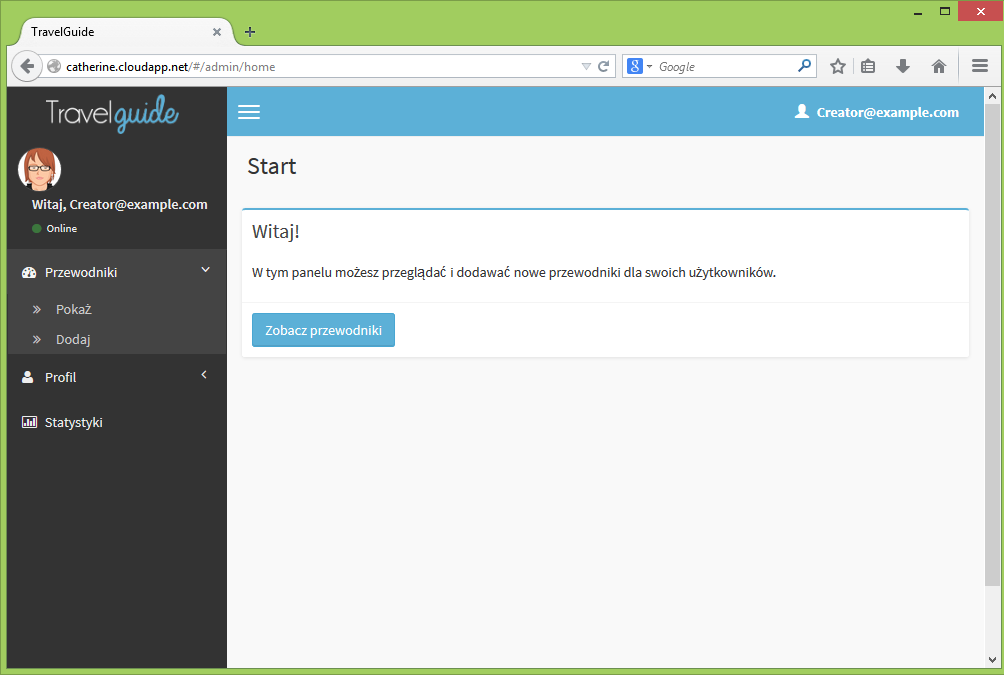 TravelGuide
catherine.cloudapp.net/#/admin/home
Google
Travelguide
Creator@example.com
Witaj, Creator@example.com
Online
Przewodniki
Pokaż
Dodaj
Profil
Statystyki
Start
Witaj!
W tym panelu możesz przeglądać i dodawać nowe przewodniki dla swoich użytkowników.
Zobacz przewodniki